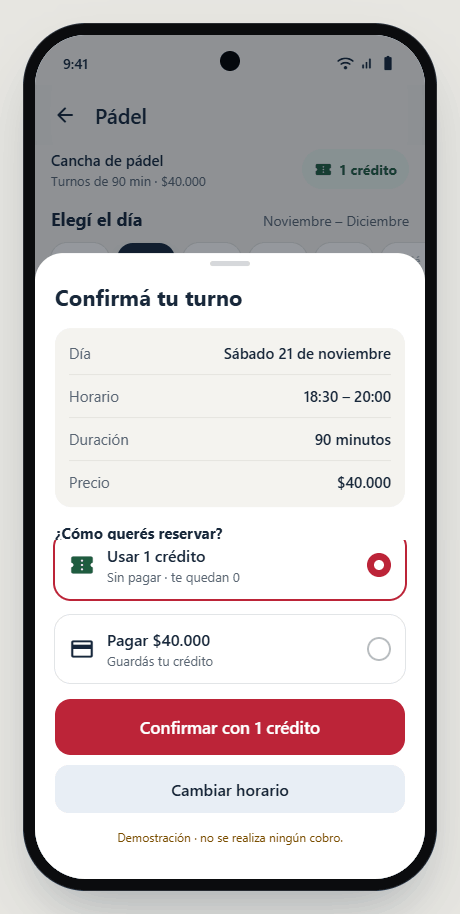 9:41
Pádel
Cancha de pádel
Turnos de 90 min · $40.000
1 crédito
Elegí el día
Noviembre – Diciembre
Confirmá tu turno
Día
Sábado 21 de noviembre
Horario
18:30 – 20:00
Duración
90 minutos
Precio
$40.000
¿Cómo querés reservar?
Usar 1 crédito
Sin pagar · te quedan 0
Pagar $40.000
Guardás tu crédito
Confirmar con 1 crédito
Cambiar horario
Demostración · no se realiza ningún cobro.